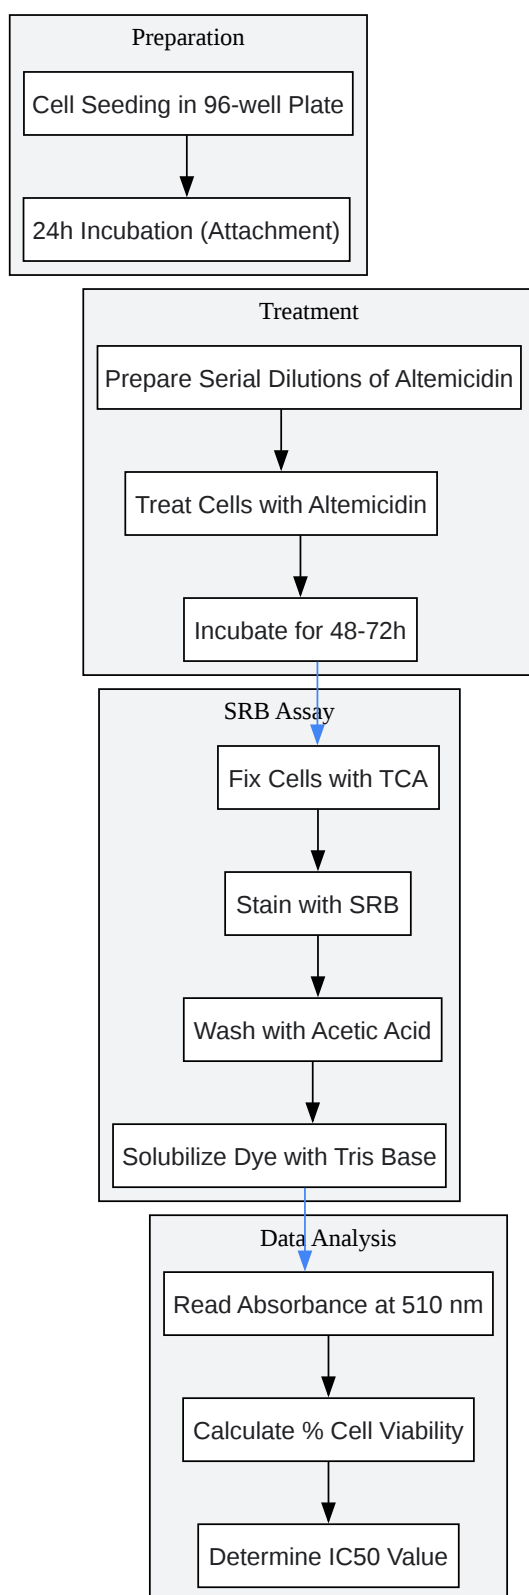 Preparation
Cell Seeding in 96-well Plate
24h Incubation (Attachment)
Treatment
Prepare Serial Dilutions of Altemicidin
Treat Cells with Altemicidin
Incubate for 48-72h
SRB Assay
Fix Cells with TCA
Stain with SRB
Wash with Acetic Acid
Solubilize Dye with Tris Base
Data Analysis
Read Absorbance at 510 nm
Calculate % Cell Viability
Determine IC50 Value